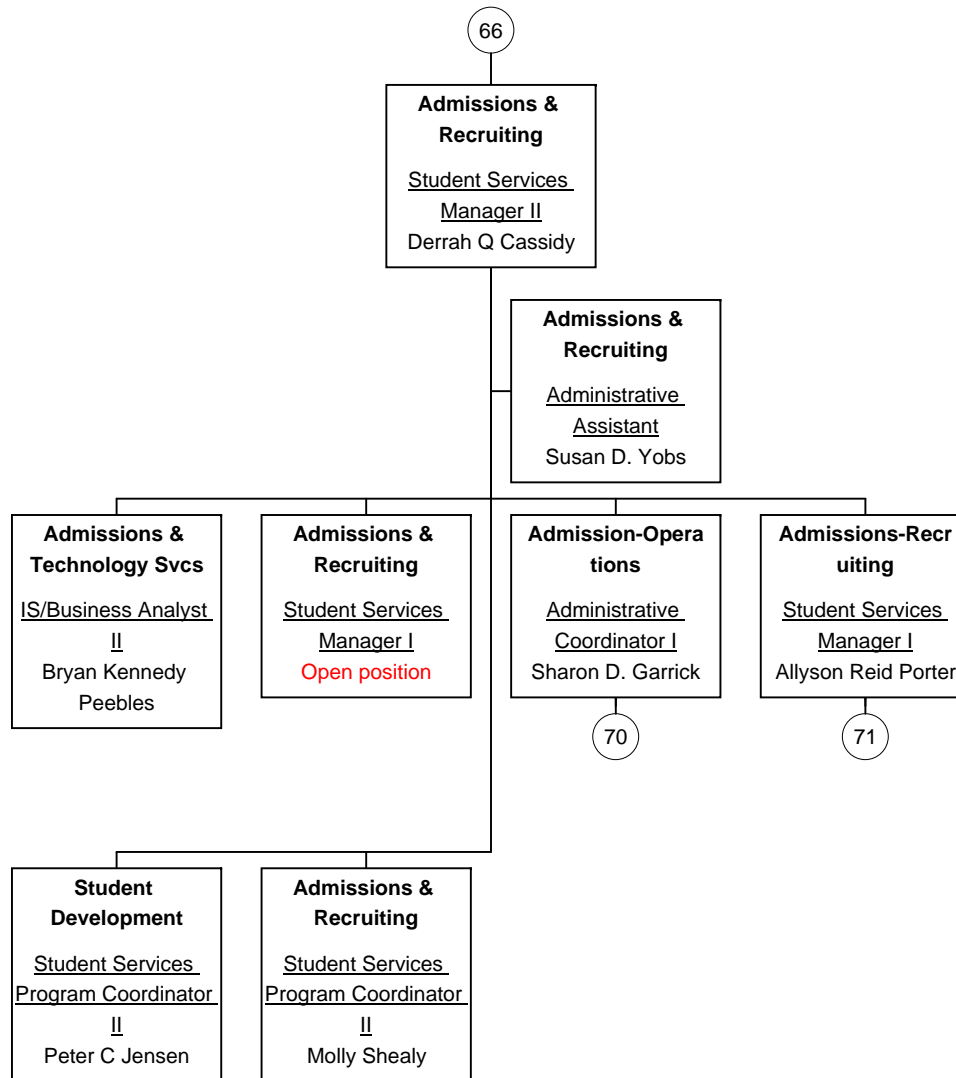 66
Admissions &
Recruiting
Student Services
Manager II
Derrah Q Cassidy
Admissions &
Recruiting
Administrative
Assistant
Susan D. Yobs
Admissions &
Technology Svcs
IS/Business Analyst
II
Bryan Kennedy
Peebles
Admissions &
Recruiting
Student Services
Manager I
Open position
Admission-Opera
tions
Administrative
Coordinator I
Sharon D. Garrick
70
Admissions-Recr
uiting
Student Services
Manager I
Allyson Reid Porter
71
Student
Development
Student Services
Program Coordinator
II
Peter C Jensen
Admissions &
Recruiting
Student Services
Program Coordinator
II
Molly Shealy